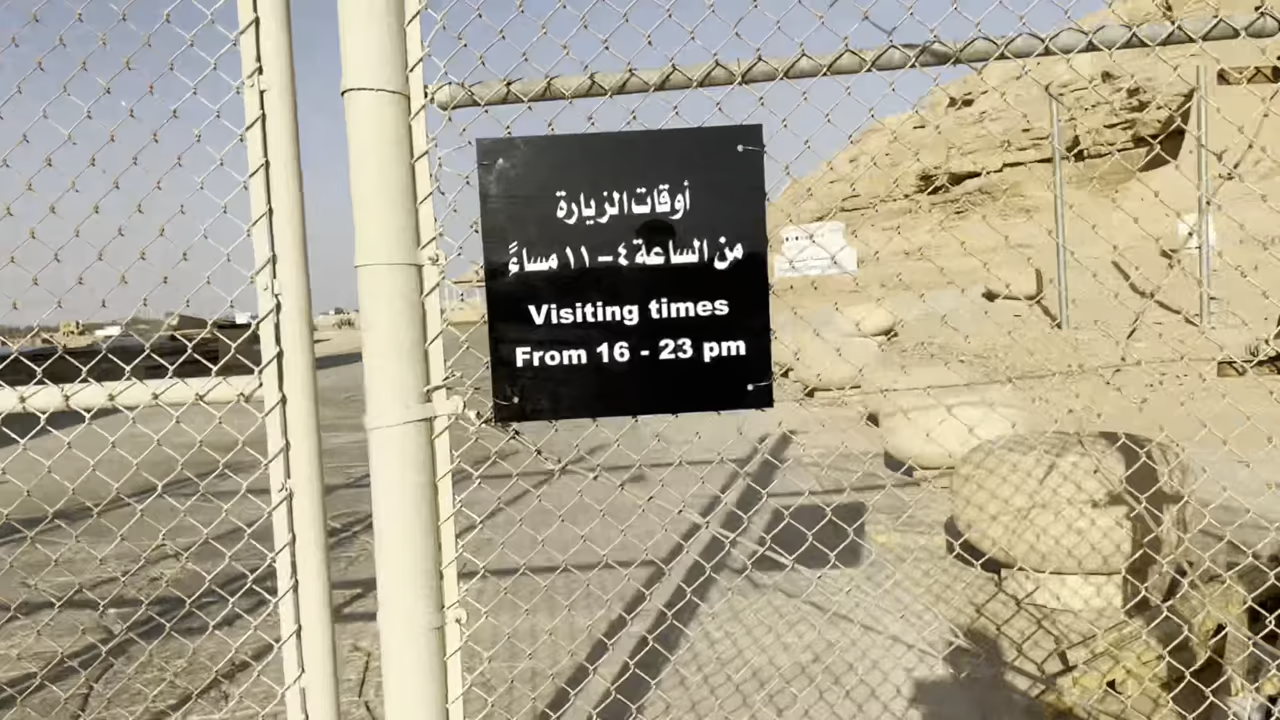 أوقات الزيارة
من الساعة ٤ - ١١ مساءً
Visiting times
From 16 - 23 pm